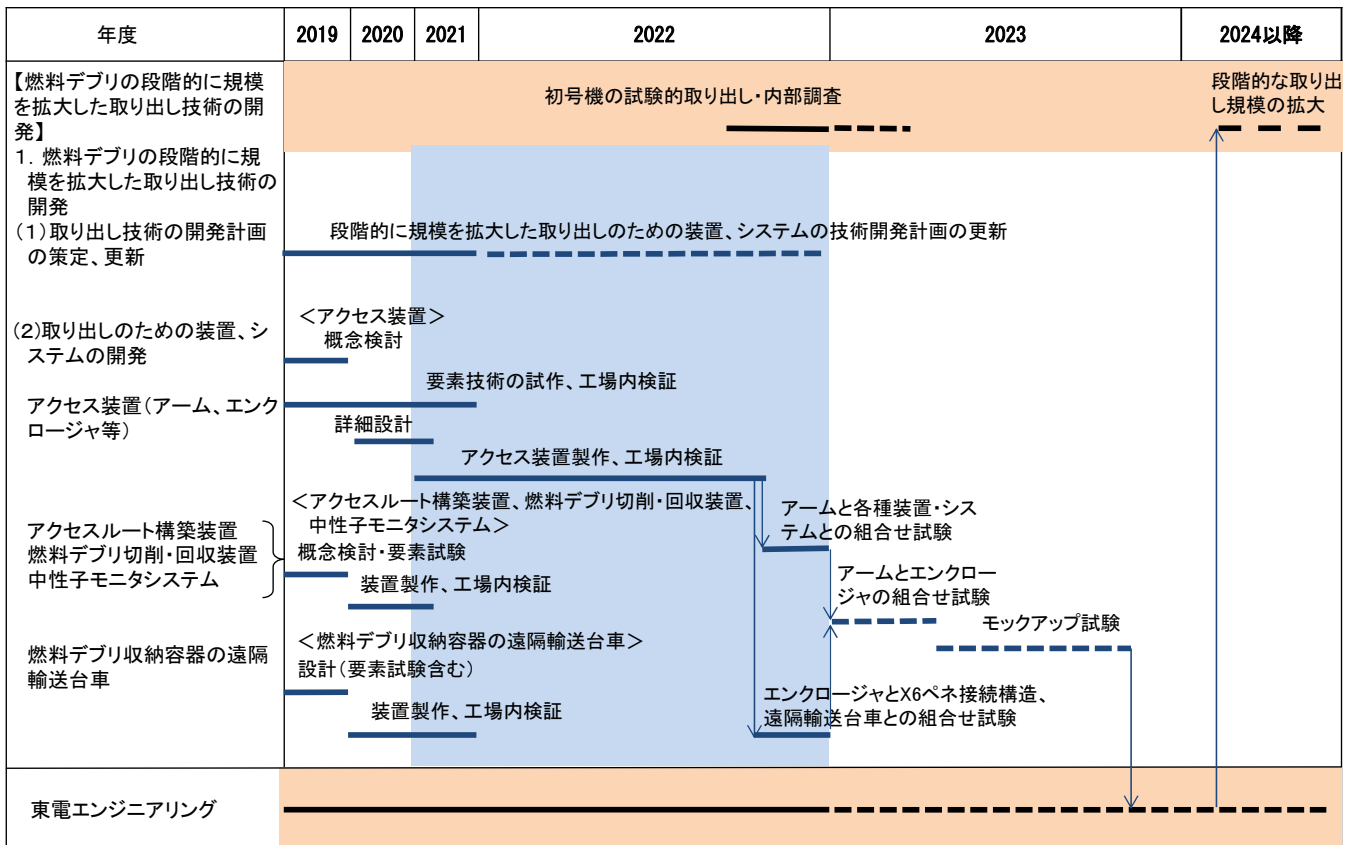 年度
2019
2020
2021
2022
2023
2024以降
【燃料デブリの段階的に規模
を拡大した取り出し技術の開
発】
1．燃料デブリの段階的に規
模を拡大した取り出し技術の
開発
(1)取り出し技術の開発計画
の策定、更新
(2)取り出しのための装置、シ
ステムの開発
アクセス装置(アーム、エンク
ロージャ等)
アクセスルート構築装置
燃料デブリ切削・回収装置
中性子モニタシステム
燃料デブリ収納容器の遠隔
輸送台車
初号機の試験的取り出し・内部調査
段階的な取り出
し規模の拡大
段階的に規模を拡大した取り出しのための装置、システムの技術開発計画の更新
＜アクセス装置＞
概念検討
要素技術の試作、工場内検証
詳細設計
アクセス装置製作、工場内検証
＜アクセスルート構築装置、燃料デブリ切削・回収装置、
中性子モニタシステム＞
概念検討・要素試験
装置製作、工場内検証
アームと各種装置・シス
テムとの組合せ試験
アームとエンクロー
ジャの組合せ試験
モックアップ試験
＜燃料デブリ収納容器の遠隔輸送台車＞
設計(要素試験含む)
装置製作、工場内検証
エンクロージャとX6ペネ接続構造、
遠隔輸送台車との組合せ試験
東電エンジニアリング